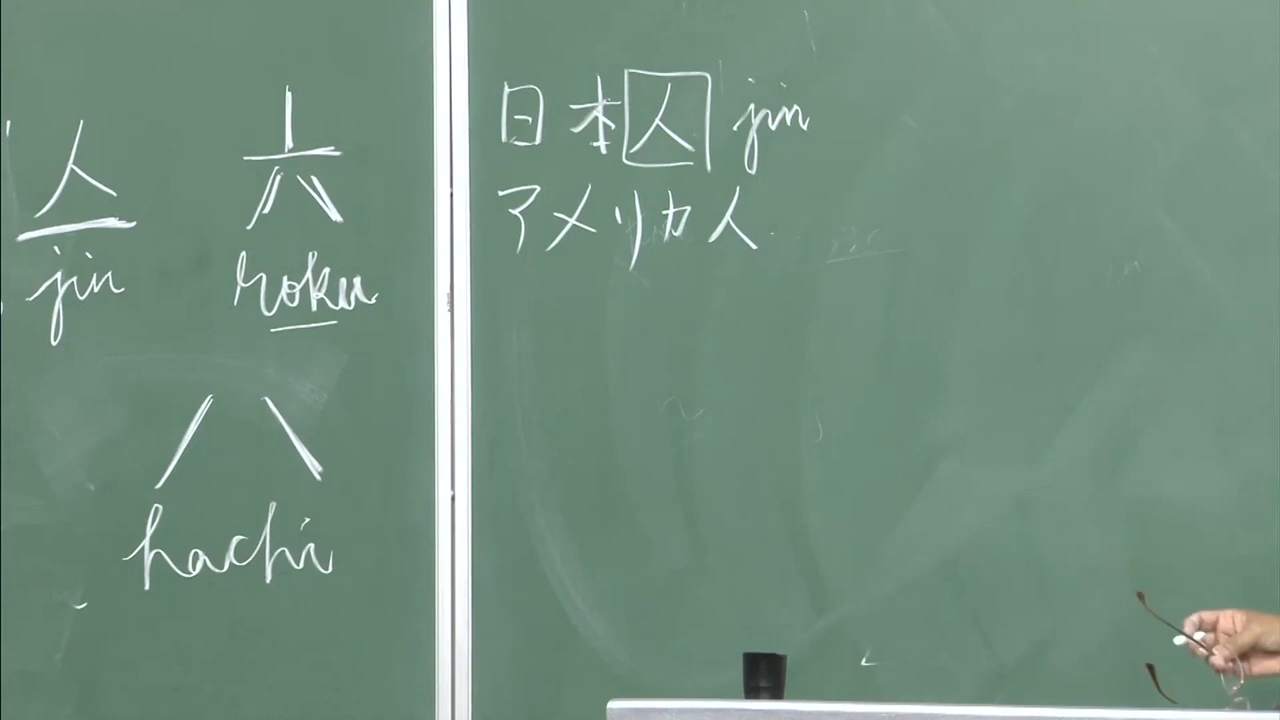 人 六
jin roku
八
hachi
日本人 jin
アメリカ人